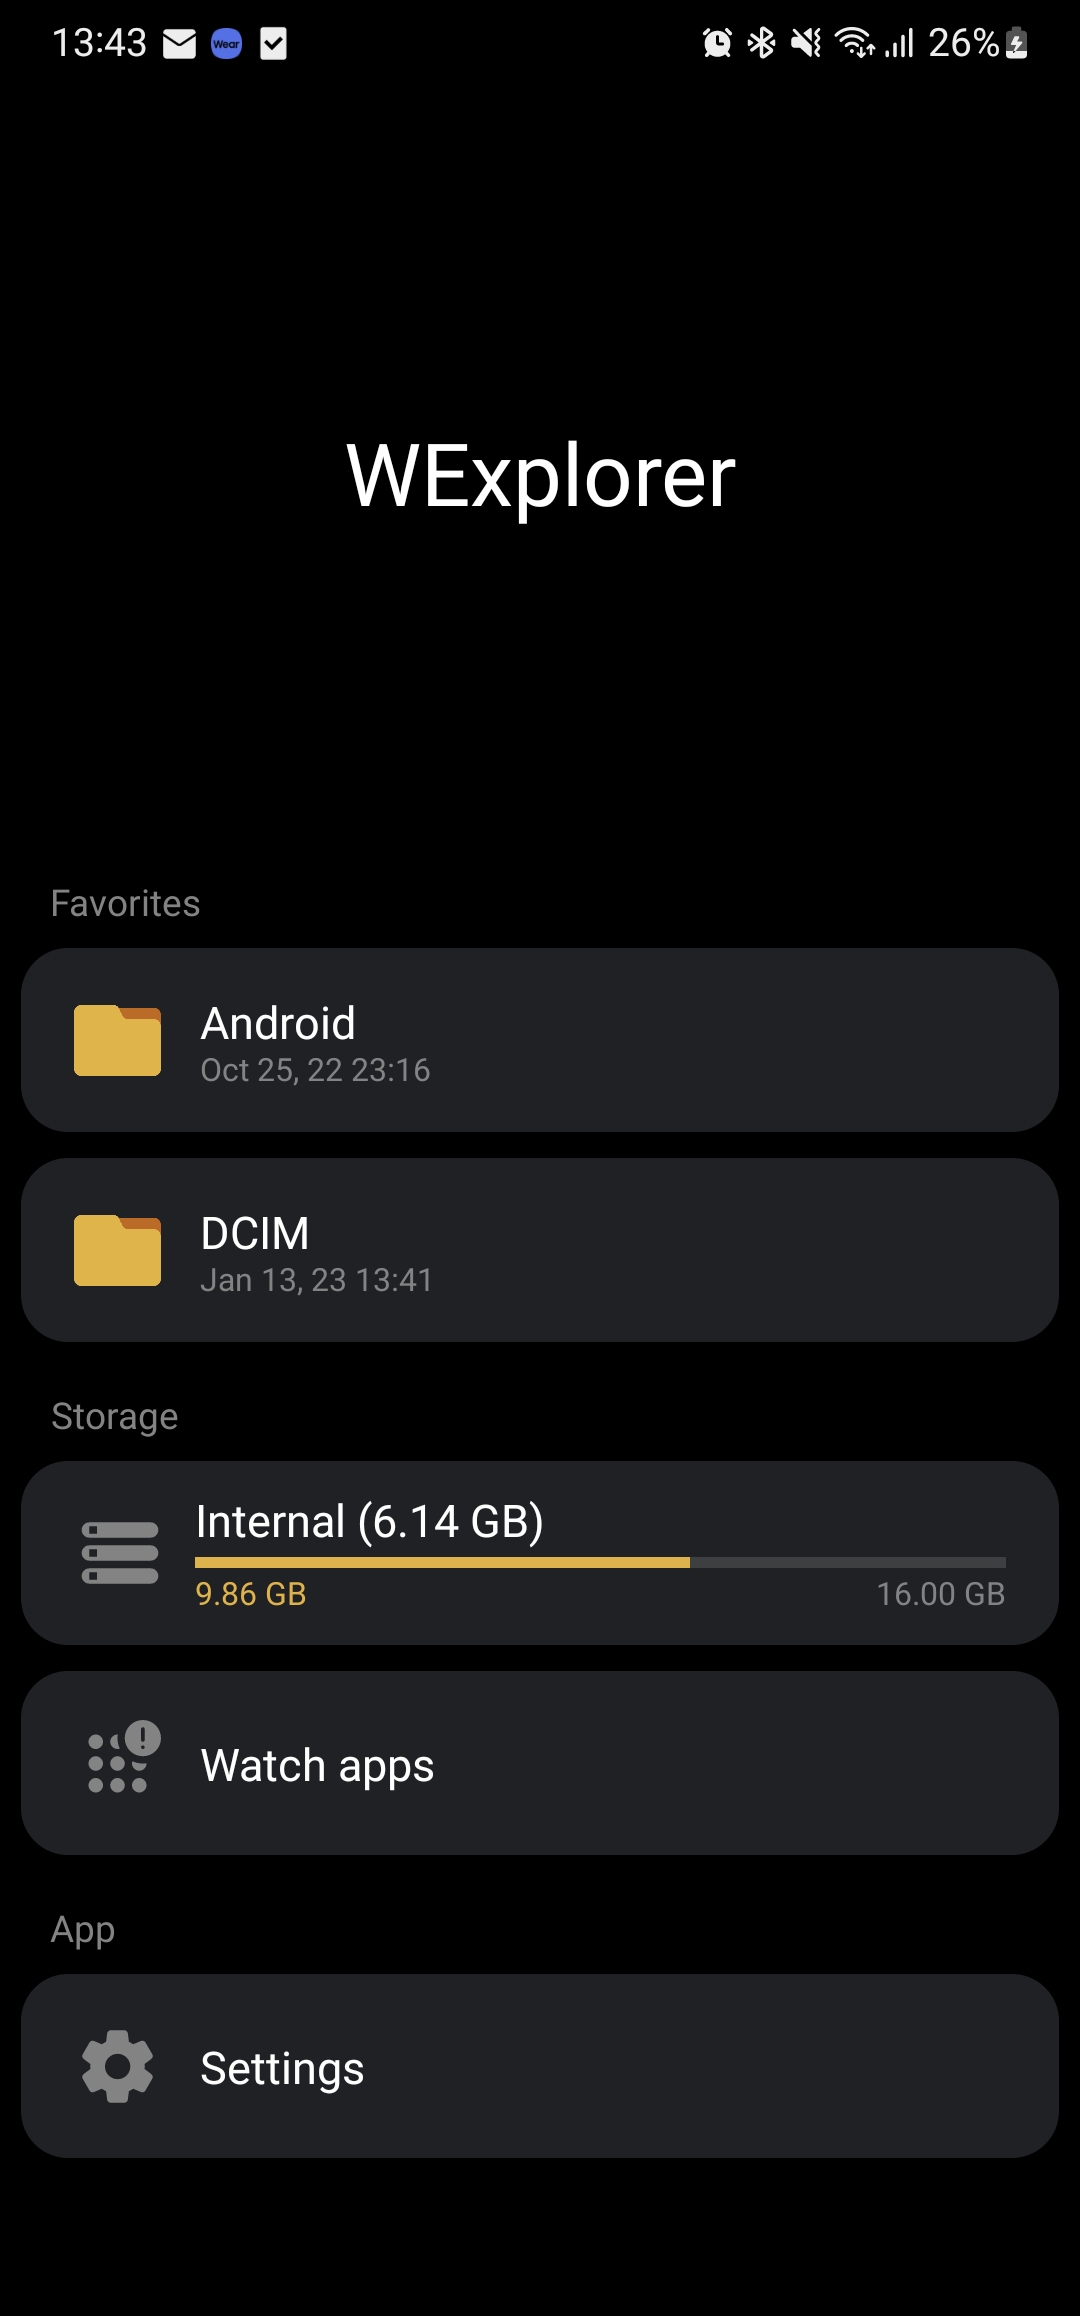 13:43 Wear 26%
WExplorer
Favorites
Android
Oct 25, 22 23:16
DCIM
Jan 13, 23 13:41
Storage
Internal (6.14 GB)
9.86 GB 16.00 GB
Watch apps
App
Settings